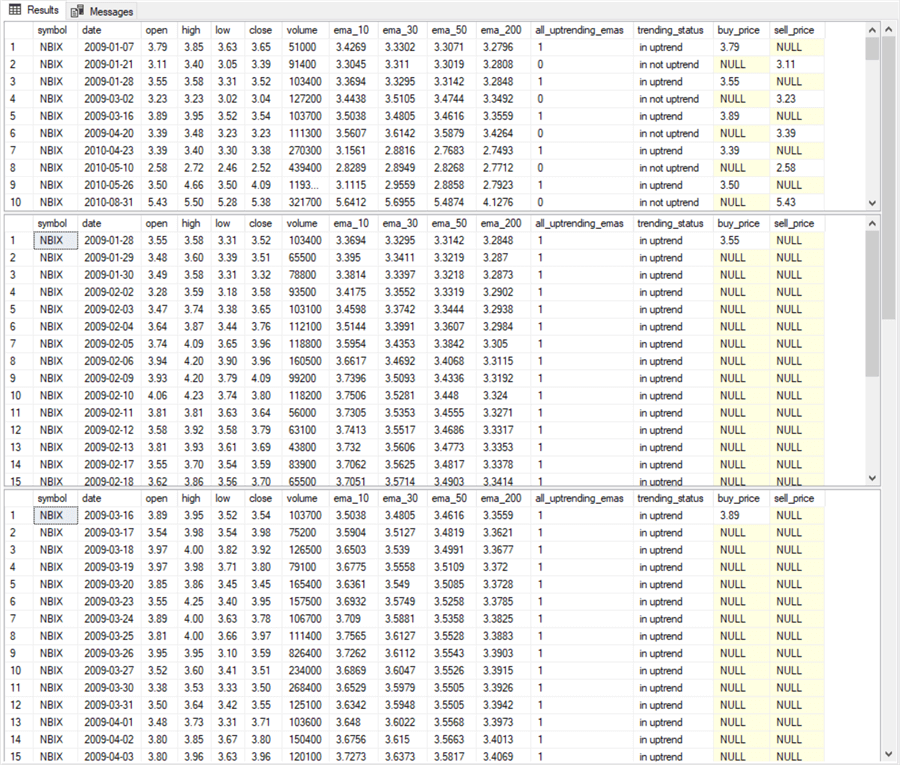 Results Messages
symbol date open high low close volume ema_10 ema_30 ema_50 ema_200 all_uptrending_emas trending_status buy_price sell_price
1 NBIX 2009-01-07 3.79 3.85 3.63 3.65 51000 3.4269 3.3302 3.3071 3.2796 1 in uptrend 3.79 NULL
2 NBIX 2009-01-21 3.11 3.40 3.05 3.39 91400 3.3045 3.311 3.3019 3.2808 0 in not uptrend NULL 3.11
3 NBIX 2009-01-28 3.55 3.58 3.31 3.52 103400 3.3694 3.3295 3.3142 3.2848 1 in uptrend 3.55 NULL
4 NBIX 2009-03-02 3.23 3.23 3.02 3.04 127200 3.4438 3.5105 3.4744 3.3492 0 in not uptrend NULL 3.23
5 NBIX 2009-03-16 3.89 3.95 3.52 3.54 103700 3.5038 3.4805 3.4616 3.3559 1 in uptrend 3.89 NULL
6 NBIX 2009-04-20 3.39 3.48 3.23 3.23 111300 3.5607 3.6142 3.5879 3.4264 0 in not uptrend NULL 3.39
7 NBIX 2010-04-23 3.39 3.40 3.30 3.38 270300 3.1561 2.8816 2.7683 2.7493 1 in uptrend 3.39 NULL
8 NBIX 2010-05-10 2.58 2.72 2.46 2.52 439400 2.8289 2.8949 2.8268 2.7712 0 in not uptrend NULL 2.58
9 NBIX 2010-05-26 3.50 4.66 3.50 4.09 1193... 3.1115 2.9559 2.8858 2.7923 1 in uptrend 3.50 NULL
10 NBIX 2010-08-31 5.43 5.50 5.28 5.38 321700 5.6412 5.6955 5.4874 4.1276 0 in not uptrend NULL 5.43
symbol date open high low close volume ema_10 ema_30 ema_50 ema_200 all_uptrending_emas trending_status buy_price sell_price
1 NBIX 2009-01-28 3.55 3.58 3.31 3.52 103400 3.3694 3.3295 3.3142 3.2848 1 in uptrend 3.55 NULL
2 NBIX 2009-01-29 3.48 3.60 3.39 3.51 65500 3.395 3.3411 3.3219 3.287 1 in uptrend NULL NULL
3 NBIX 2009-01-30 3.49 3.58 3.31 3.32 78800 3.3814 3.3397 3.3218 3.2873 1 in uptrend NULL NULL
4 NBIX 2009-02-02 3.28 3.59 3.18 3.58 93500 3.4175 3.3552 3.3319 3.2902 1 in uptrend NULL NULL
5 NBIX 2009-02-03 3.47 3.74 3.38 3.65 103100 3.4598 3.3742 3.3444 3.2938 1 in uptrend NULL NULL
6 NBIX 2009-02-04 3.64 3.87 3.44 3.76 112100 3.5144 3.3991 3.3607 3.2984 1 in uptrend NULL NULL
7 NBIX 2009-02-05 3.74 4.09 3.65 3.96 118800 3.5954 3.4353 3.3842 3.305 1 in uptrend NULL NULL
8 NBIX 2009-02-06 3.94 4.20 3.90 3.96 160500 3.6617 3.4692 3.4068 3.3115 1 in uptrend NULL NULL
9 NBIX 2009-02-09 3.93 4.20 3.79 4.09 99200 3.7396 3.5093 3.4336 3.3192 1 in uptrend NULL NULL
10 NBIX 2009-02-10 4.06 4.23 3.74 3.80 118200 3.7506 3.5281 3.448 3.324 1 in uptrend NULL NULL
11 NBIX 2009-02-11 3.81 3.81 3.63 3.64 56000 3.7305 3.5353 3.4555 3.3271 1 in uptrend NULL NULL
12 NBIX 2009-02-12 3.58 3.92 3.58 3.79 63100 3.7413 3.5517 3.4686 3.3317 1 in uptrend NULL NULL
13 NBIX 2009-02-13 3.81 3.93 3.61 3.69 43800 3.732 3.5606 3.4773 3.3353 1 in uptrend NULL NULL
14 NBIX 2009-02-17 3.55 3.70 3.54 3.59 83900 3.7062 3.5625 3.4817 3.3378 1 in uptrend NULL NULL
15 NBIX 2009-02-18 3.62 3.86 3.56 3.70 65500 3.7051 3.5714 3.4903 3.3414 1 in uptrend NULL NULL
symbol date open high low close volume ema_10 ema_30 ema_50 ema_200 all_uptrending_emas trending_status buy_price sell_price
1 NBIX 2009-03-16 3.89 3.95 3.52 3.54 103700 3.5038 3.4805 3.4616 3.3559 1 in uptrend 3.89 NULL
2 NBIX 2009-03-17 3.54 3.98 3.54 3.98 75200 3.5904 3.5127 3.4819 3.3621 1 in uptrend NULL NULL
3 NBIX 2009-03-18 3.97 4.00 3.82 3.92 126500 3.6503 3.539 3.4991 3.3677 1 in uptrend NULL NULL
4 NBIX 2009-03-19 3.97 3.98 3.71 3.80 79100 3.6775 3.5558 3.5109 3.372 1 in uptrend NULL NULL
5 NBIX 2009-03-20 3.85 3.86 3.45 3.45 165400 3.6361 3.549 3.5085 3.3728 1 in uptrend NULL NULL
6 NBIX 2009-03-23 3.55 4.25 3.40 3.95 157500 3.6932 3.5749 3.5258 3.3785 1 in uptrend NULL NULL
7 NBIX 2009-03-24 3.89 4.00 3.63 3.78 106700 3.709 3.5881 3.5358 3.3825 1 in uptrend NULL NULL
8 NBIX 2009-03-25 3.81 4.00 3.66 3.97 111400 3.7565 3.6127 3.5528 3.3883 1 in uptrend NULL NULL
9 NBIX 2009-03-26 3.95 3.95 3.10 3.59 826400 3.7262 3.6112 3.5543 3.3903 1 in uptrend NULL NULL
10 NBIX 2009-03-27 3.52 3.60 3.41 3.51 234000 3.6869 3.6047 3.5526 3.3915 1 in uptrend NULL NULL
11 NBIX 2009-03-30 3.38 3.53 3.33 3.50 268400 3.6529 3.5979 3.5505 3.3926 1 in uptrend NULL NULL
12 NBIX 2009-03-31 3.50 3.64 3.42 3.55 125100 3.6342 3.5948 3.5505 3.3942 1 in uptrend NULL NULL
13 NBIX 2009-04-01 3.48 3.73 3.31 3.71 103600 3.648 3.6022 3.5568 3.3973 1 in uptrend NULL NULL
14 NBIX 2009-04-02 3.80 3.85 3.67 3.80 150400 3.6756 3.615 3.5663 3.4013 1 in uptrend NULL NULL
15 NBIX 2009-04-03 3.80 3.96 3.63 3.96 120100 3.7273 3.6373 3.5817 3.4069 1 in uptrend NULL NULL